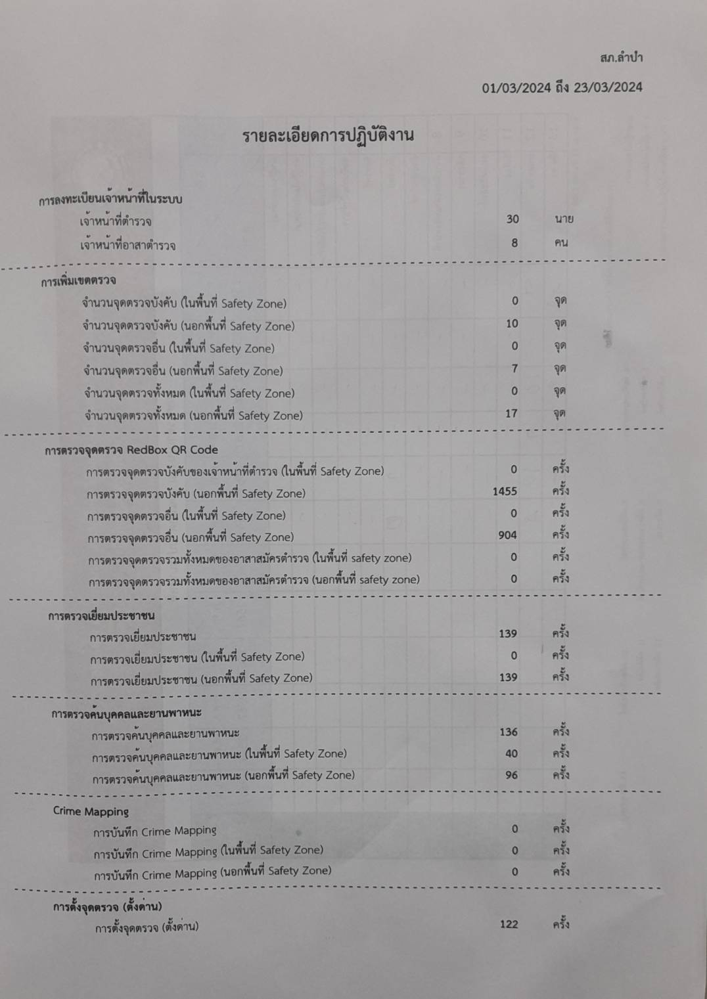 สภ.ลำปำ
01/03/2024 ถึง 23/03/2024
รายละเอียดการปฏิบัติงาน
การลงทะเบียนเจ้าหน้าที่ในระบบ
เจ้าหน้าที่ตำรวจ 30 นาย
เจ้าหน้าที่อาสาตำรวจ 8 คน
การเพิ่มเขตตรวจ
จำนวนจุดตรวจบังคับ (ในพื้นที่ Safety Zone) 0 จุด
จำนวนจุดตรวจบังคับ (นอกพื้นที่ Safety Zone) 10 จุด
จำนวนจุดตรวจอื่น (ในพื้นที่ Safety Zone) 0 จุด
จำนวนจุดตรวจอื่น (นอกพื้นที่ Safety Zone) 7 จุด
จำนวนจุดตรวจทั้งหมด (ในพื้นที่ Safety Zone) 0 จุด
จำนวนจุดตรวจทั้งหมด (นอกพื้นที่ Safety Zone) 17 จุด
การตรวจจุดตรวจ RedBox QR Code
การตรวจจุดตรวจบังคับของเจ้าหน้าที่ตำรวจ (ในพื้นที่ Safety Zone) 0 ครั้ง
การตรวจจุดตรวจบังคับ (นอกพื้นที่ Safety Zone) 1455 ครั้ง
การตรวจจุดตรวจอื่น (ในพื้นที่ Safety Zone) 0 ครั้ง
การตรวจจุดตรวจอื่น (นอกพื้นที่ Safety Zone) 904 ครั้ง
การตรวจจุดตรวจรวมทั้งหมดของอาสาสมัครตำรวจ (ในพื้นที่ safety zone) 0 ครั้ง
การตรวจจุดตรวจรวมทั้งหมดของอาสาสมัครตำรวจ (นอกพื้นที่ safety zone) 0 ครั้ง
การตรวจเยี่ยมประชาชน
การตรวจเยี่ยมประชาชน 139 ครั้ง
การตรวจเยี่ยมประชาชน (ในพื้นที่ Safety Zone) 0 ครั้ง
การตรวจเยี่ยมประชาชน (นอกพื้นที่ Safety Zone) 139 ครั้ง
การตรวจค้นบุคคลและยานพาหนะ
การตรวจค้นบุคคลและยานพาหนะ 136 ครั้ง
การตรวจค้นบุคคลและยานพาหนะ (ในพื้นที่ Safety Zone) 40 ครั้ง
การตรวจค้นบุคคลและยานพาหนะ (นอกพื้นที่ Safety Zone) 96 ครั้ง
Crime Mapping
การบันทึก Crime Mapping 0 ครั้ง
การบันทึก Crime Mapping (ในพื้นที่ Safety Zone) 0 ครั้ง
การบันทึก Crime Mapping (นอกพื้นที่ Safety Zone) 0 ครั้ง
การตั้งจุดตรวจ (ตั้งด่าน)
การตั้งจุดตรวจ (ตั้งด่าน) 122 ครั้ง